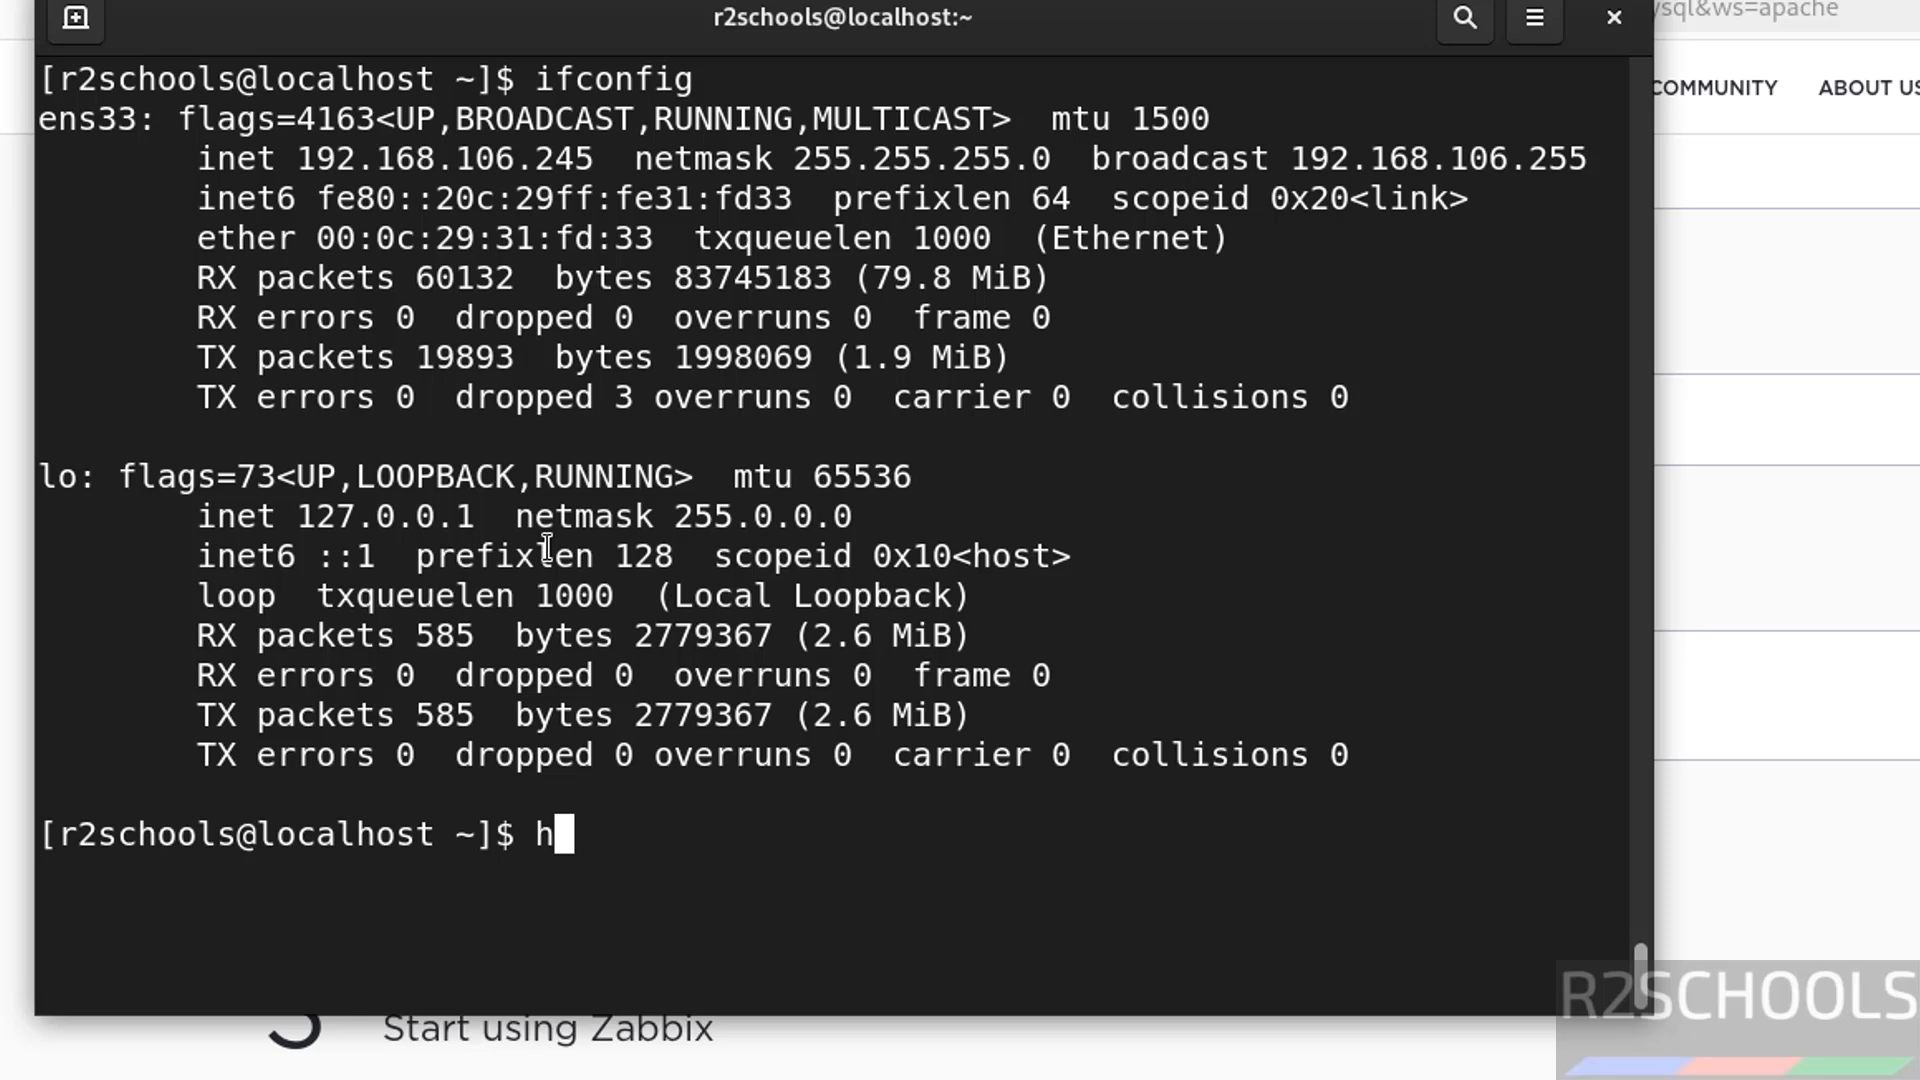 r2schools@localhost:~
ysql&ws=apache
COMMUNITY ABOUT US
[r2schools@localhost ~]$ ifconfig
ens33: flags=4163<UP,BROADCAST,RUNNING,MULTICAST>  mtu 1500
        inet 192.168.106.245  netmask 255.255.255.0  broadcast 192.168.106.255
        inet6 fe80::20c:29ff:fe31:fd33  prefixlen 64  scopeid 0x20<link>
        ether 00:0c:29:31:fd:33  txqueuelen 1000  (Ethernet)
        RX packets 60132  bytes 83745183 (79.8 MiB)
        RX errors 0  dropped 0  overruns 0  frame 0
        TX packets 19893  bytes 1998069 (1.9 MiB)
        TX errors 0  dropped 3 overruns 0  carrier 0  collisions 0
lo: flags=73<UP,LOOPBACK,RUNNING>  mtu 65536
        inet 127.0.0.1  netmask 255.0.0.0
        inet6 ::1  prefixlen 128  scopeid 0x10<host>
        loop  txqueuelen 1000  (Local Loopback)
        RX packets 585  bytes 2779367 (2.6 MiB)
        RX errors 0  dropped 0  overruns 0  frame 0
        TX packets 585  bytes 2779367 (2.6 MiB)
        TX errors 0  dropped 0 overruns 0  carrier 0  collisions 0
[r2schools@localhost ~]$ h
Start using Zabbix
R2SCHOOLS